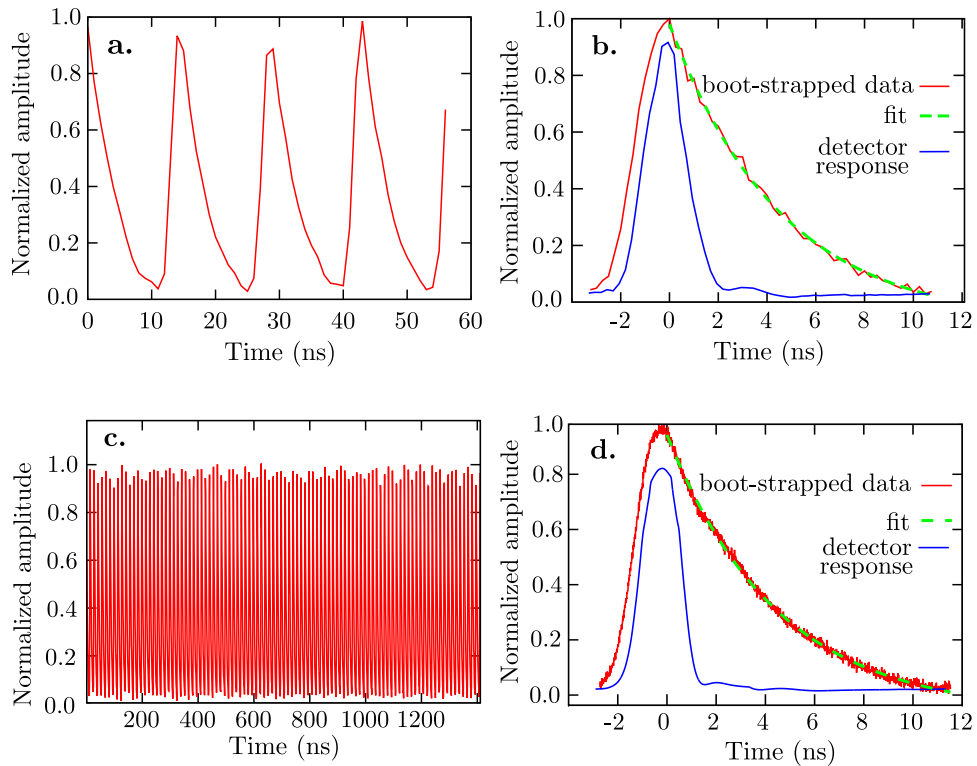 a.
Normalized amplitude
1.0
0.8
0.6
0.4
0.2
0.0
0 10 20 30 40 50 60
Time (ns)
b.
Normalized amplitude
1.0
0.8
0.6
0.4
0.2
0.0
boot-strapped data
fit
detector
response
-2 0 2 4 6 8 10 12
Time (ns)
c.
Normalized amplitude
1.0
0.8
0.6
0.4
0.2
0.0
200 400 600 800 1000 1200
Time (ns)
d.
Normalized amplitude
1.0
0.8
0.6
0.4
0.2
0.0
boot-strapped data
fit
detector
response
-2 0 2 4 6 8 10 12
Time (ns)